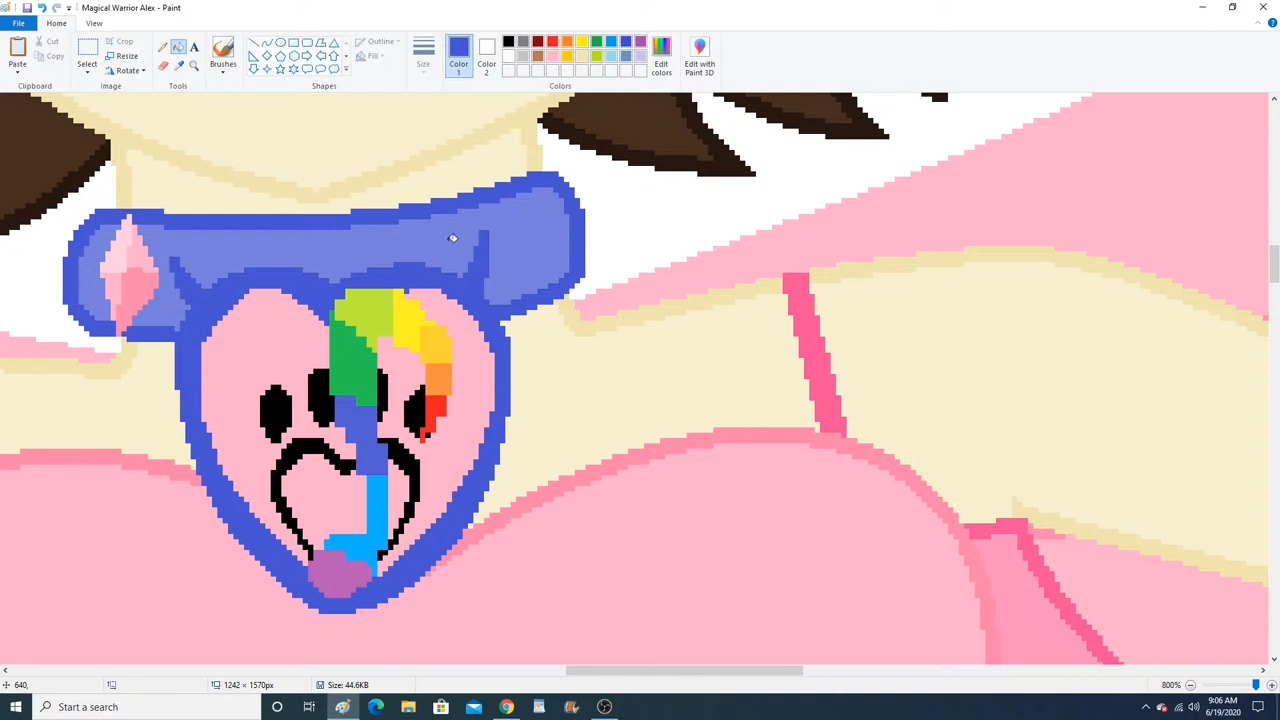 Magical Warrior Alex - Paint
File Home View
Paste Cut Copy
Clipboard
Select Crop Resize Rotate
Image
A
Tools
Brushes
Outline
Fill
Shapes
Size
Color 1
Color 2
Edit colors
Colors
Edit with Paint 3D
640,
1242 × 1570px
Size: 44.6KB
800%
Start a search
9:06 AM
6/19/2020